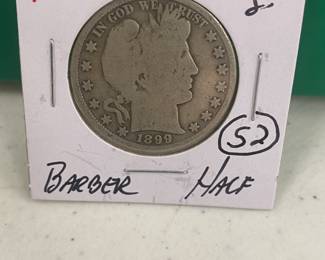 IN GOD WE TRUST
1899
52
BARBER HALF